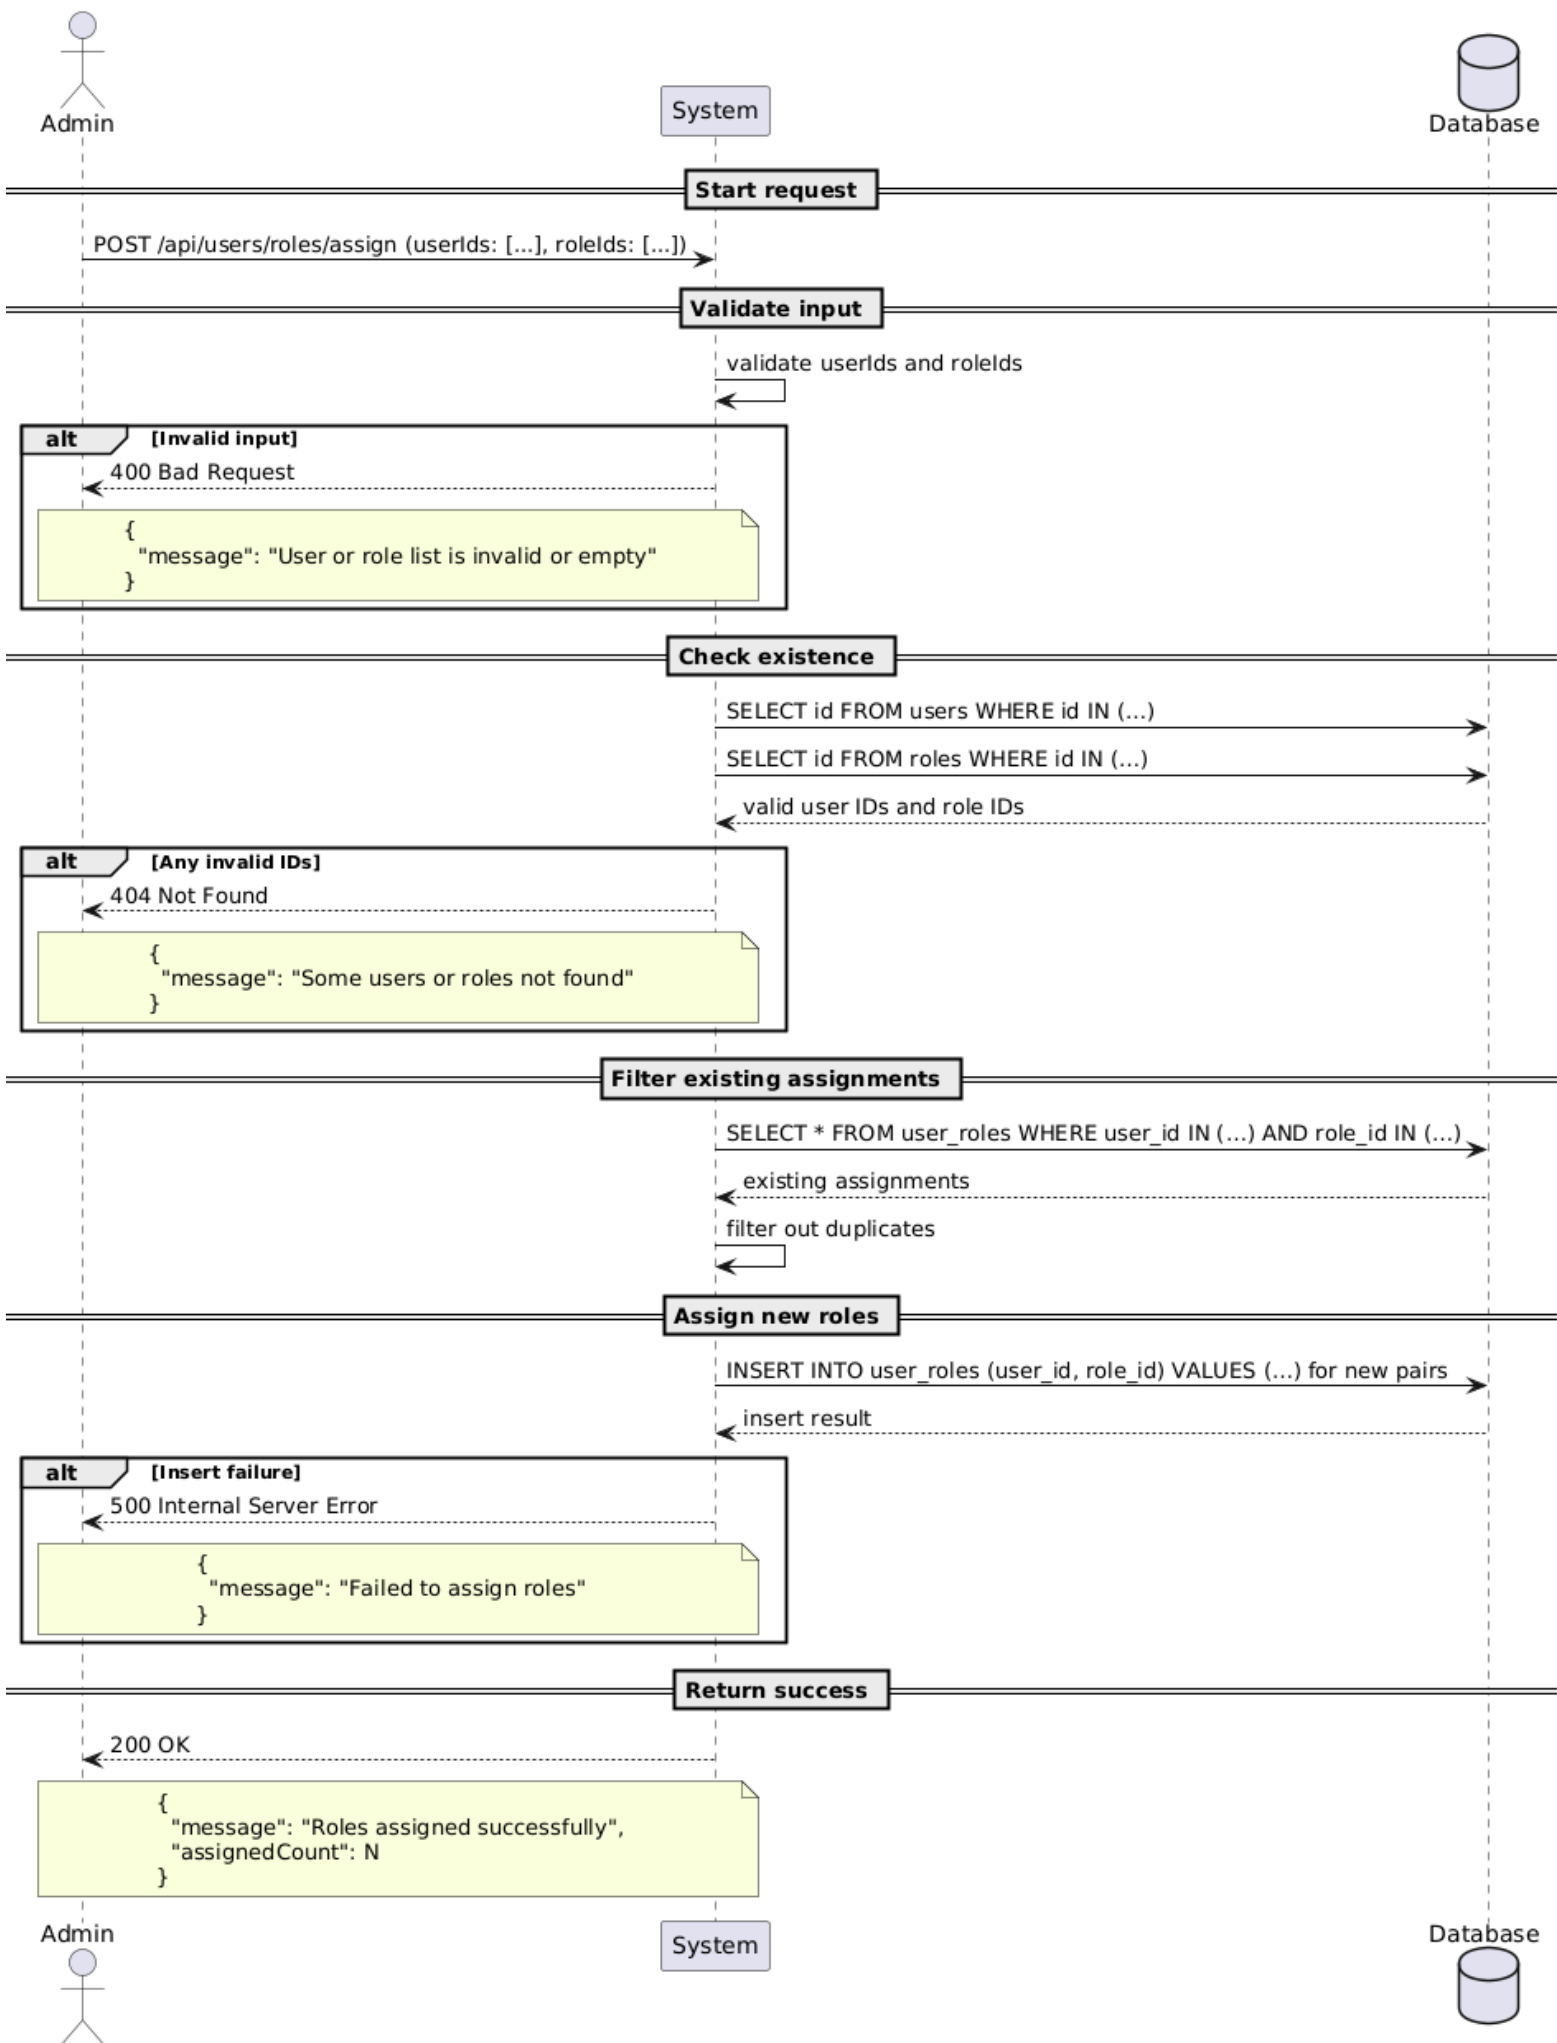 Admin
System
Database
Start request
POST /api/users/roles/assign (userIds: [...], roleIds: [...])
Validate input
validate userIds and roleIds
alt [Invalid input]
400 Bad Request
{
"message": "User or role list is invalid or empty"
}
Check existence
SELECT id FROM users WHERE id IN (...)
SELECT id FROM roles WHERE id IN (...)
valid user IDs and role IDs
alt [Any invalid IDs]
404 Not Found
{
"message": "Some users or roles not found"
}
Filter existing assignments
SELECT * FROM user_roles WHERE user_id IN (...) AND role_id IN (...)
existing assignments
filter out duplicates
Assign new roles
INSERT INTO user_roles (user_id, role_id) VALUES (...) for new pairs
insert result
alt [Insert failure]
500 Internal Server Error
{
"message": "Failed to assign roles"
}
Return success
200 OK
{
"message": "Roles assigned successfully",
"assignedCount": N
}
Admin
System
Database